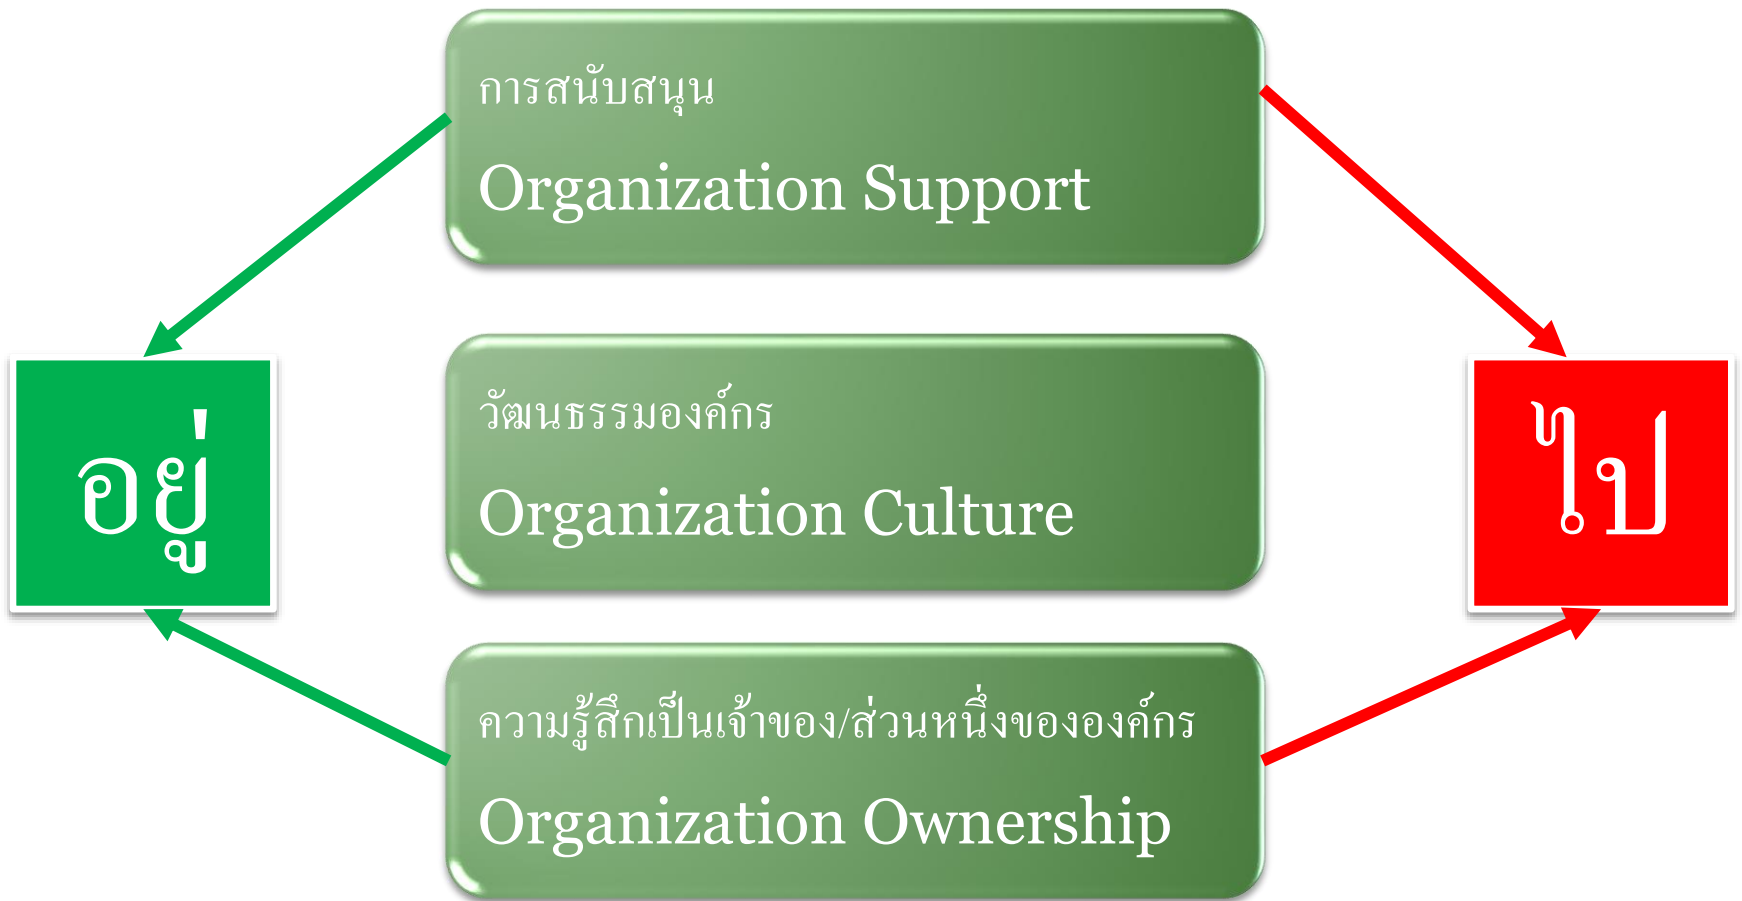 การสนับสนุน
Organization Support
อยู่
วัฒนธรรมองค์กร
Organization Culture
ไป
ความรู้สึกเป็นเจ้าของ/ส่วนหนึ่งขององค์กร
Organization Ownership